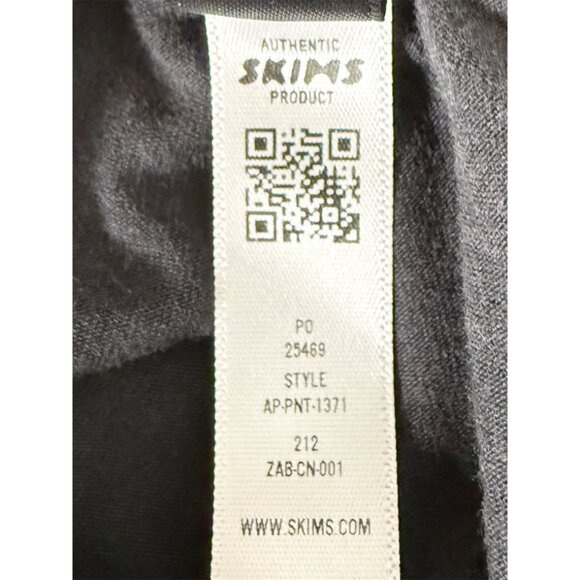 AUTHENTIC
SKIMS
PRODUCT
PO
25469
STYLE
AP-PNT-1371
212
ZAB-CN-001
WWW.SKIMS.COM